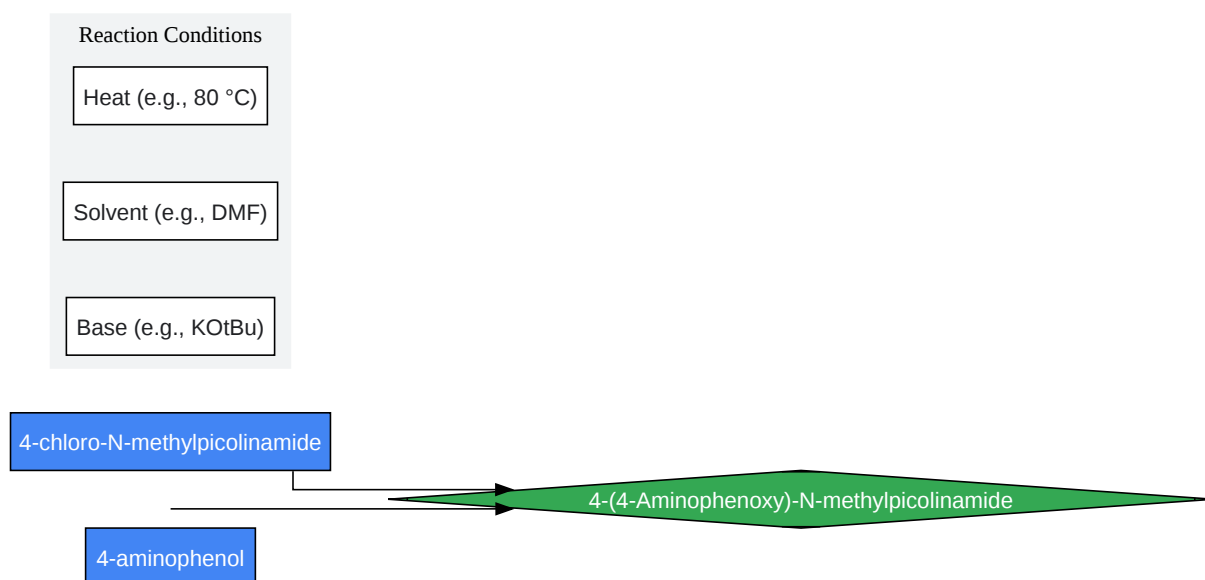 Reaction Conditions
Heat (e.g., 80 °C)
Solvent (e.g., DMF)
Base (e.g., KOtBu)
4-chloro-N-methylpicolinamide
4-(4-Aminophenoxy)-N-methylpicolinamide
4-aminophenol